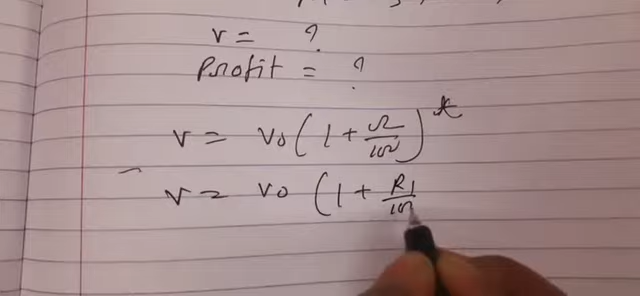 v = ?
Profit = ?
v = v₀(1 + r/100)^t
v = v₀ (1 + R₁/100